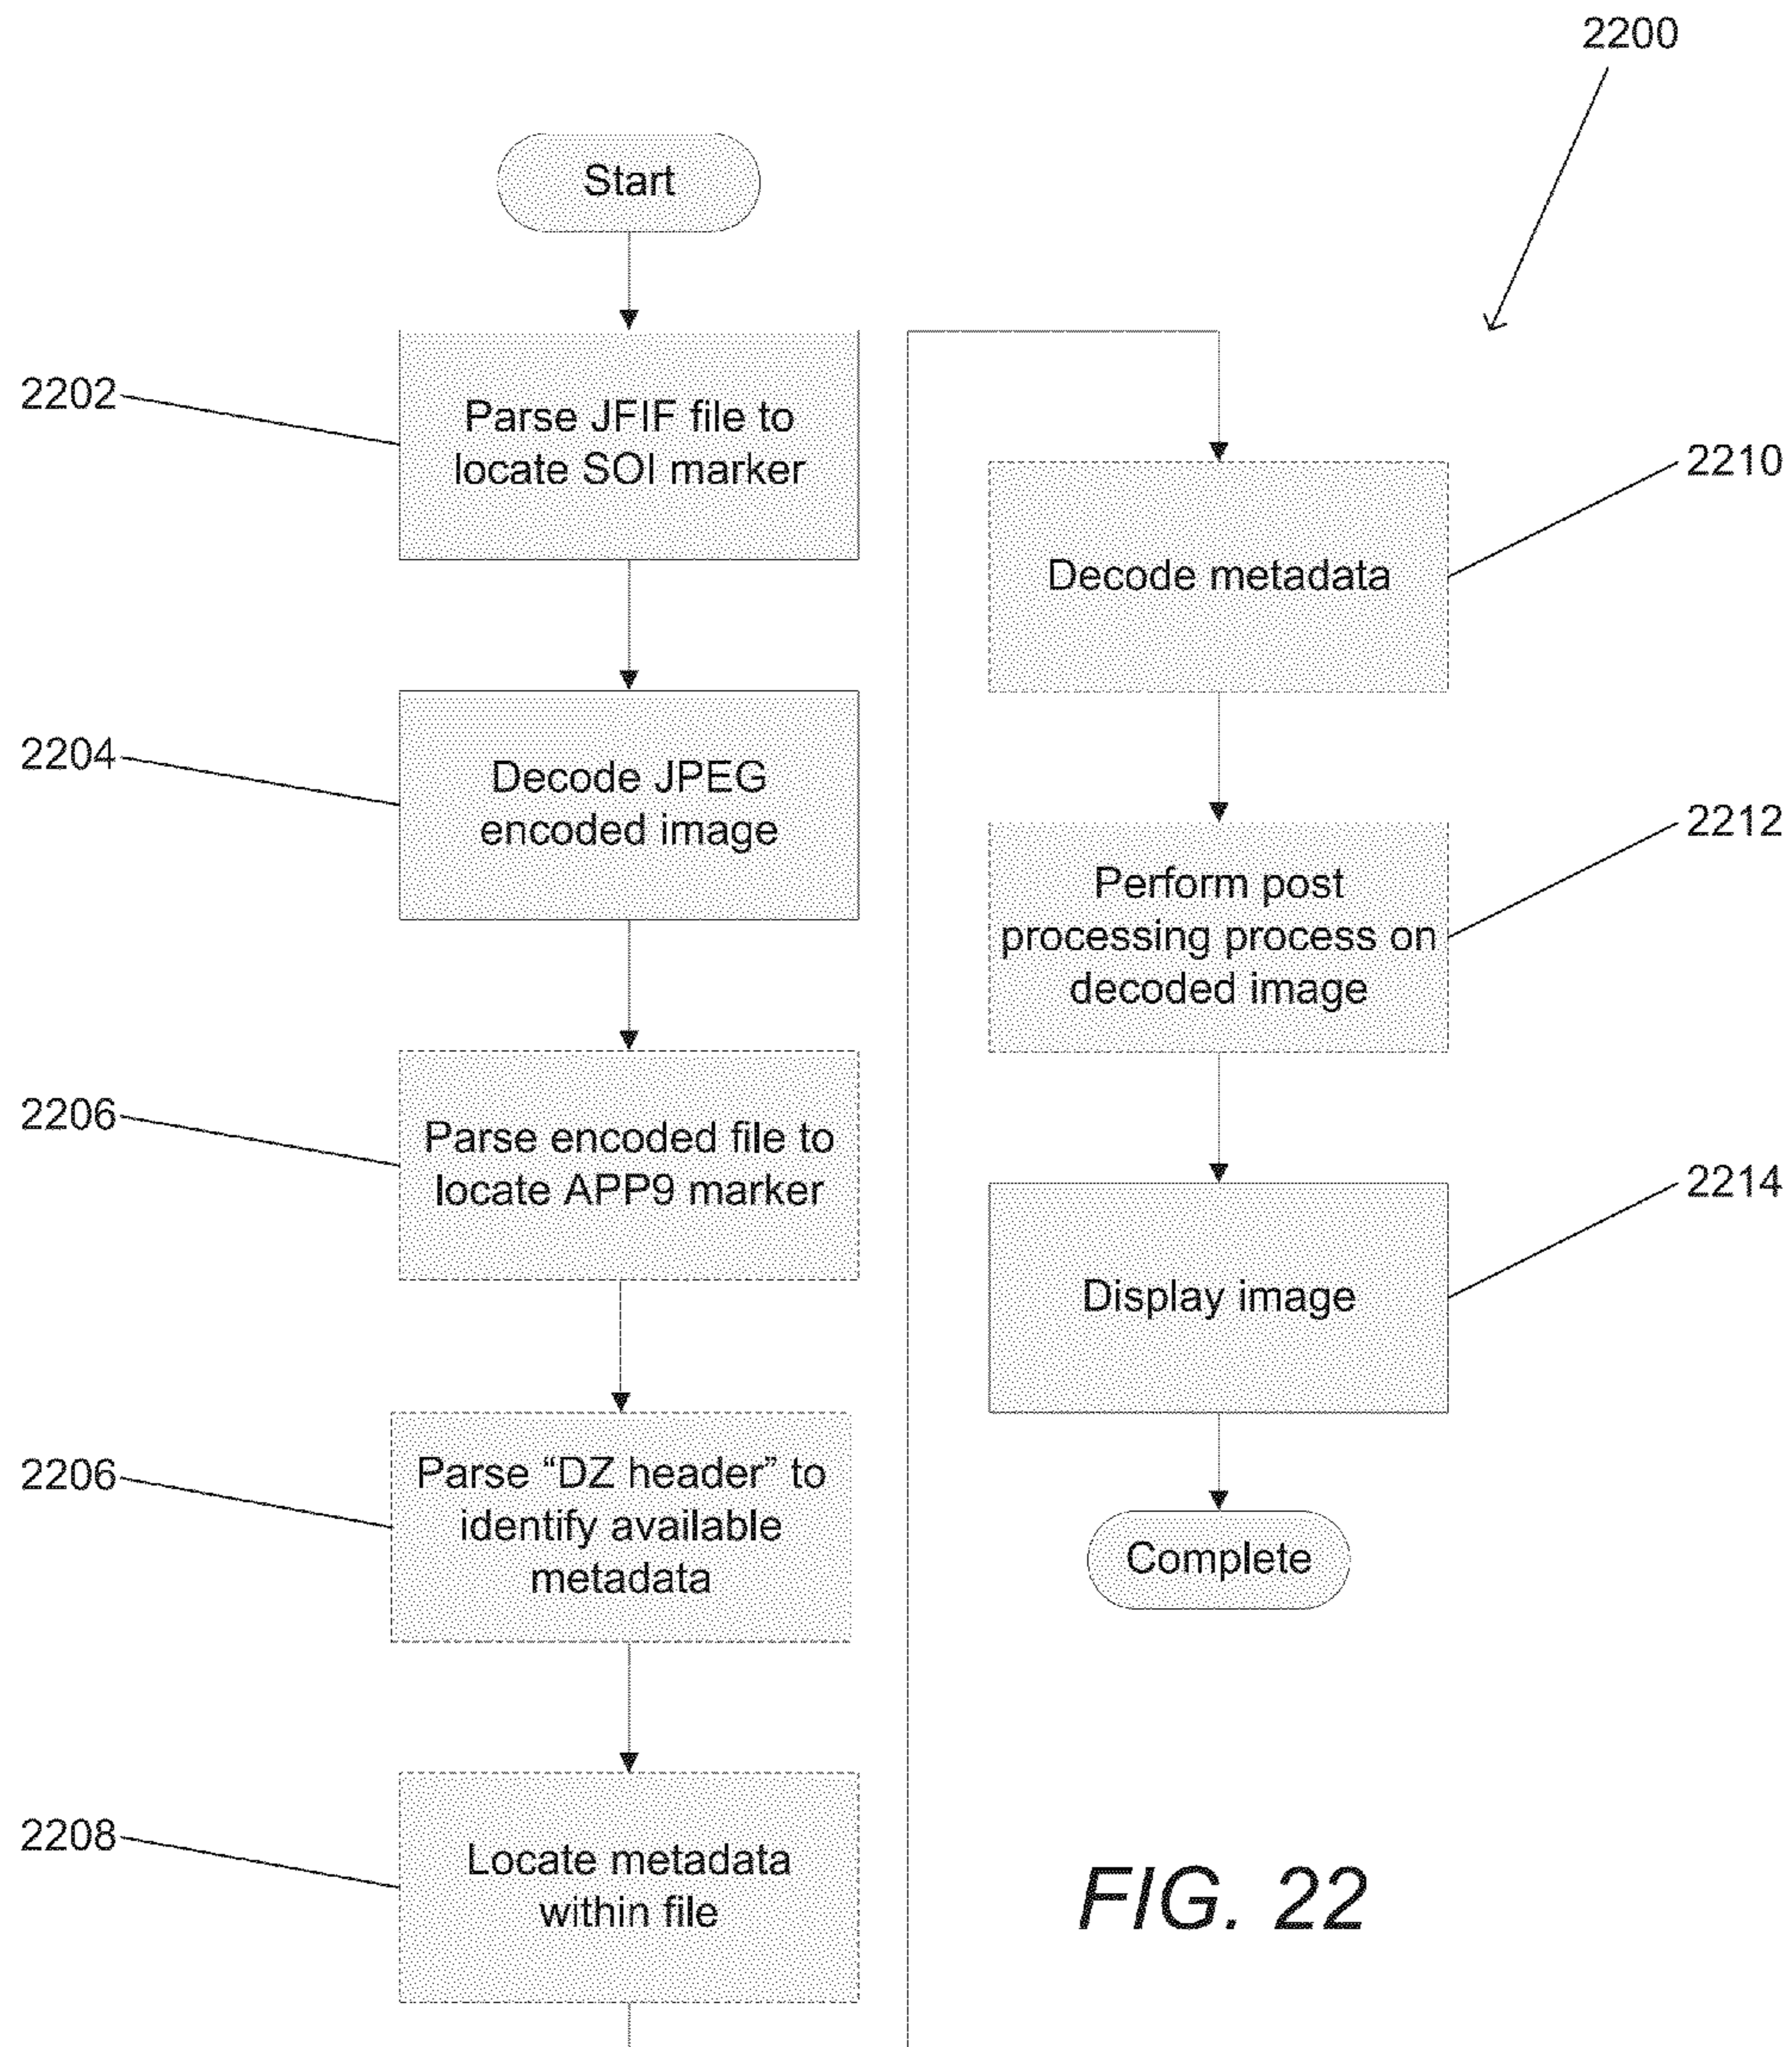 2200
Start
2202
Parse JFIF file to
locate SOI marker
2204
Decode JPEG
encoded image
2206
Parse encoded file to
locate APP9 marker
2206
Parse “DZ header” to
identify available
metadata
2208
Locate metadata
within file
2210
Decode metadata
2212
Perform post
processing process on
decoded image
2214
Display image
Complete
FIG. 22